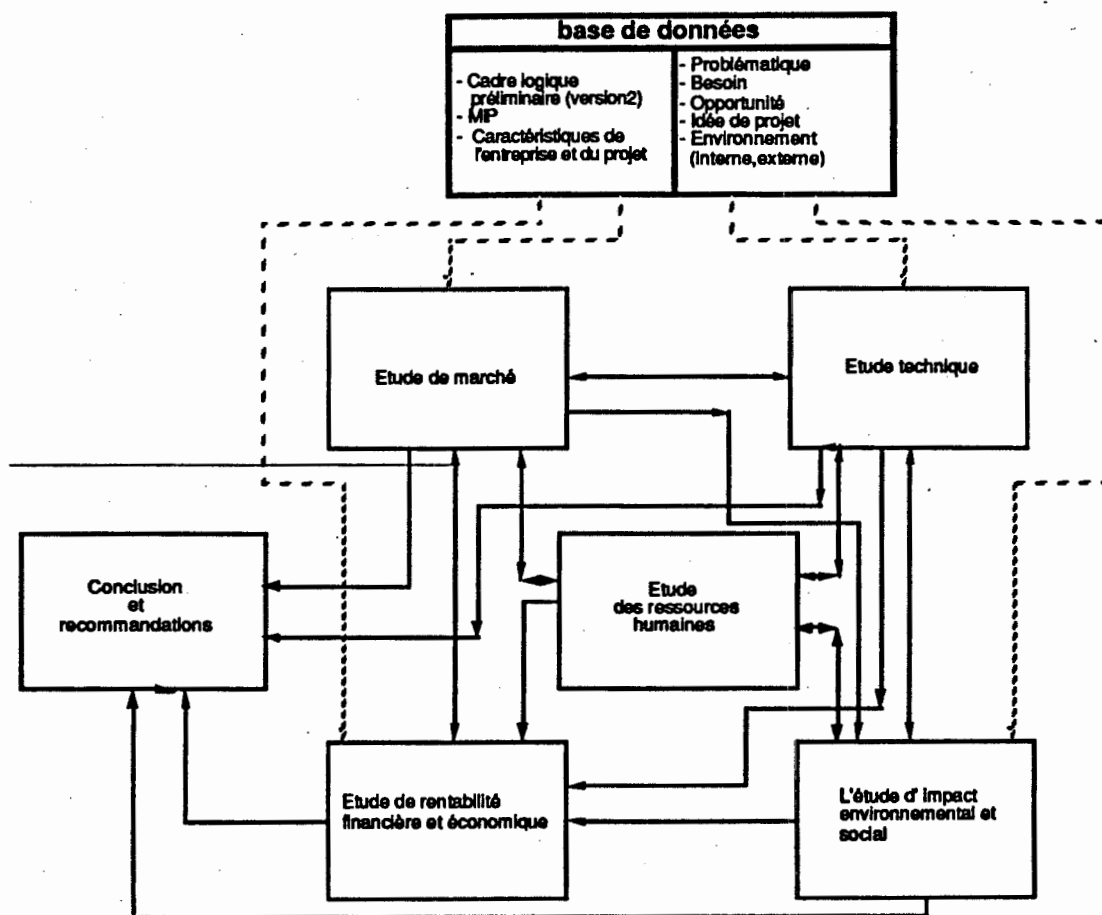 base de données
- Cadre logique
préliminaire (version2)
- MIP
- Caractéristiques de
l'entreprise et du projet
- Problématique
- Besoin
- Opportunité
- Idée de projet
- Environnement
(interne,externe)
Etude de marché
Etude technique
Conclusion
et
recommandations
Etude
des ressources
humaines
Etude de rentabilité
financière et économique
L'étude d' impact
environnemental et
social